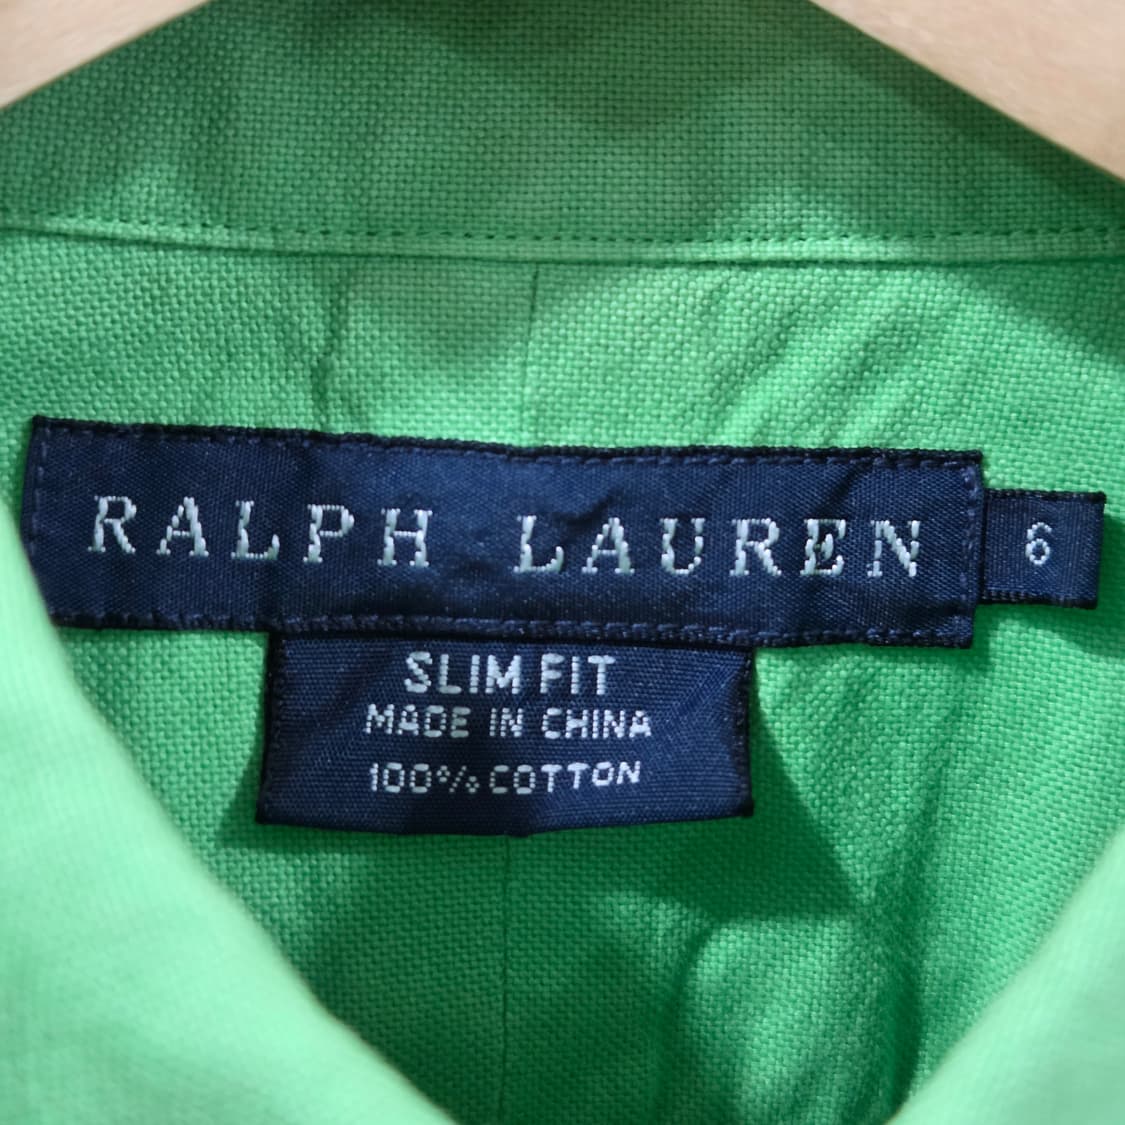 RALPH LAUREN 6
SLIM FIT
MADE IN CHINA
100% COTTON